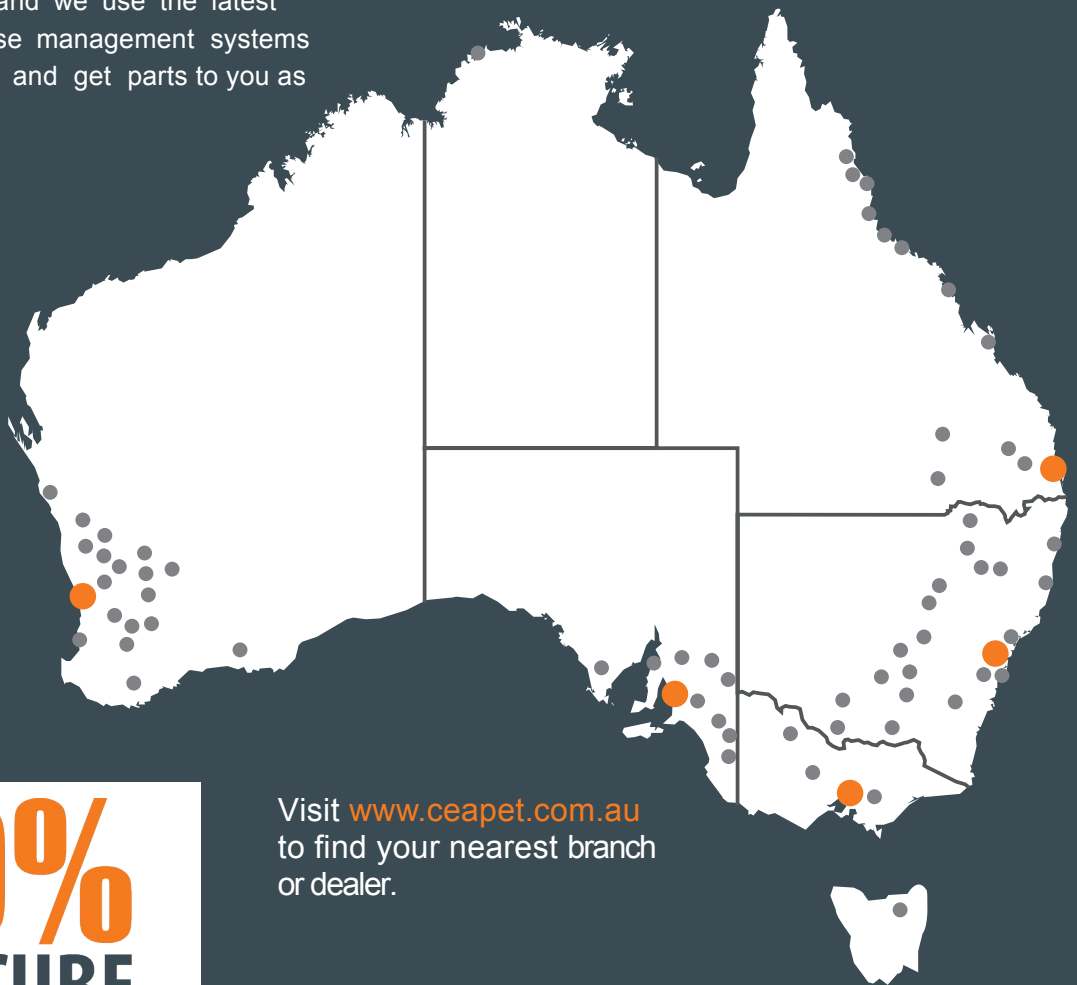 and we use the latest
management systems
and get parts to you as
Visit www.ceapet.com.au
to find your nearest branch
or dealer.
%